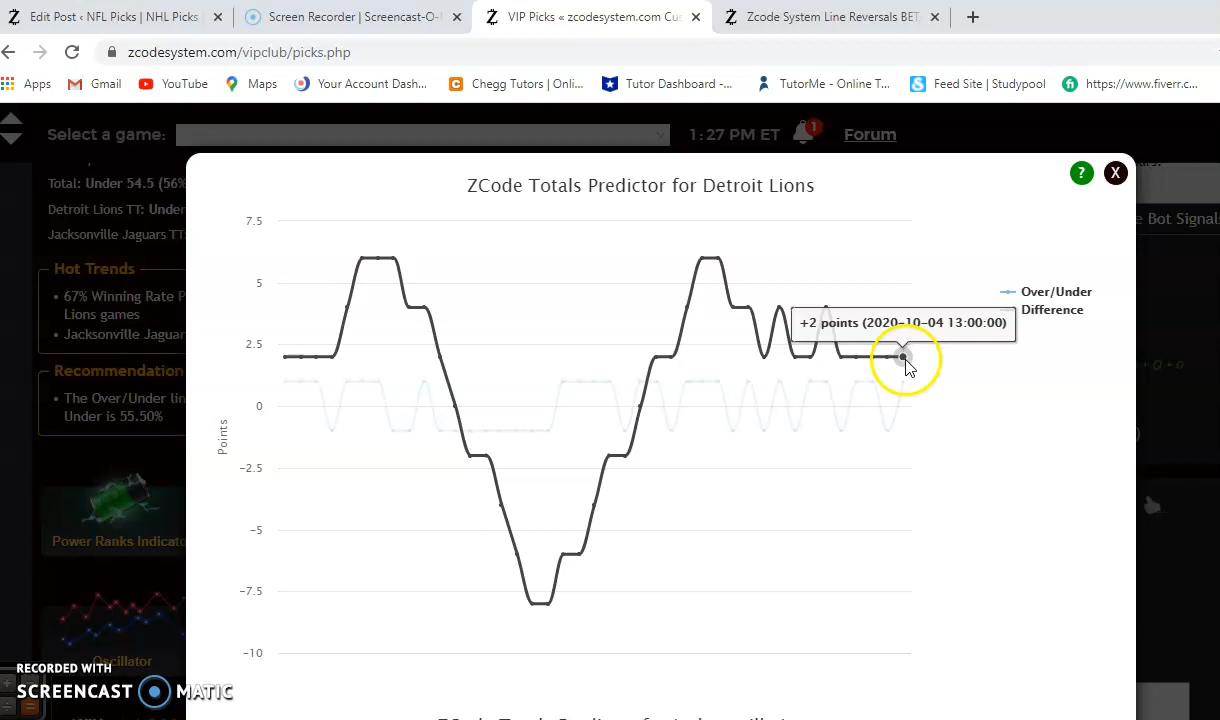 Edit Post ‹ NFL Picks | NHL Picks
Screen Recorder | Screencast-O-
VIP Picks « zcodesystem.com Cus
Zcode System Line Reversals BET
zcodesystem.com/vipclub/picks.php
Apps
Gmail
YouTube
Maps
Your Account Dash...
Chegg Tutors | Onli...
Tutor Dashboard -...
TutorMe - Online T...
Feed Site | Studypool
https://www.fiverr.c...
Select a game:
1:27 PM ET
1
Forum
Total: Under 54.5 (56%
Detroit Lions TT: Under
Jacksonville Jaguars TT:
Hot Trends
• 67% Winning Rate P
Lions games
• Jacksonville Jaguar
Recommendation
• The Over/Under lin
Under is 55.50%
Power Ranks Indicato
Oscillator
e Bot Signals
ZCode Totals Predictor for Detroit Lions
?
X
7.5
5
2.5
0
−2.5
−5
−7.5
−10
Points
Over/Under
Difference
+2 points (2020-10-04 13:00:00)
RECORDED WITH
SCREENCAST MATIC